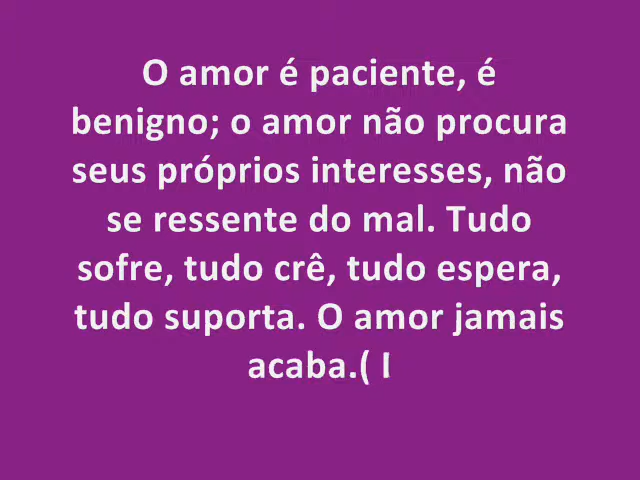 O amor é paciente, é
benigno; o amor não procura
seus próprios interesses, não
se ressente do mal. Tudo
sofre, tudo crê, tudo espera,
tudo suporta. O amor jamais
acaba.( I